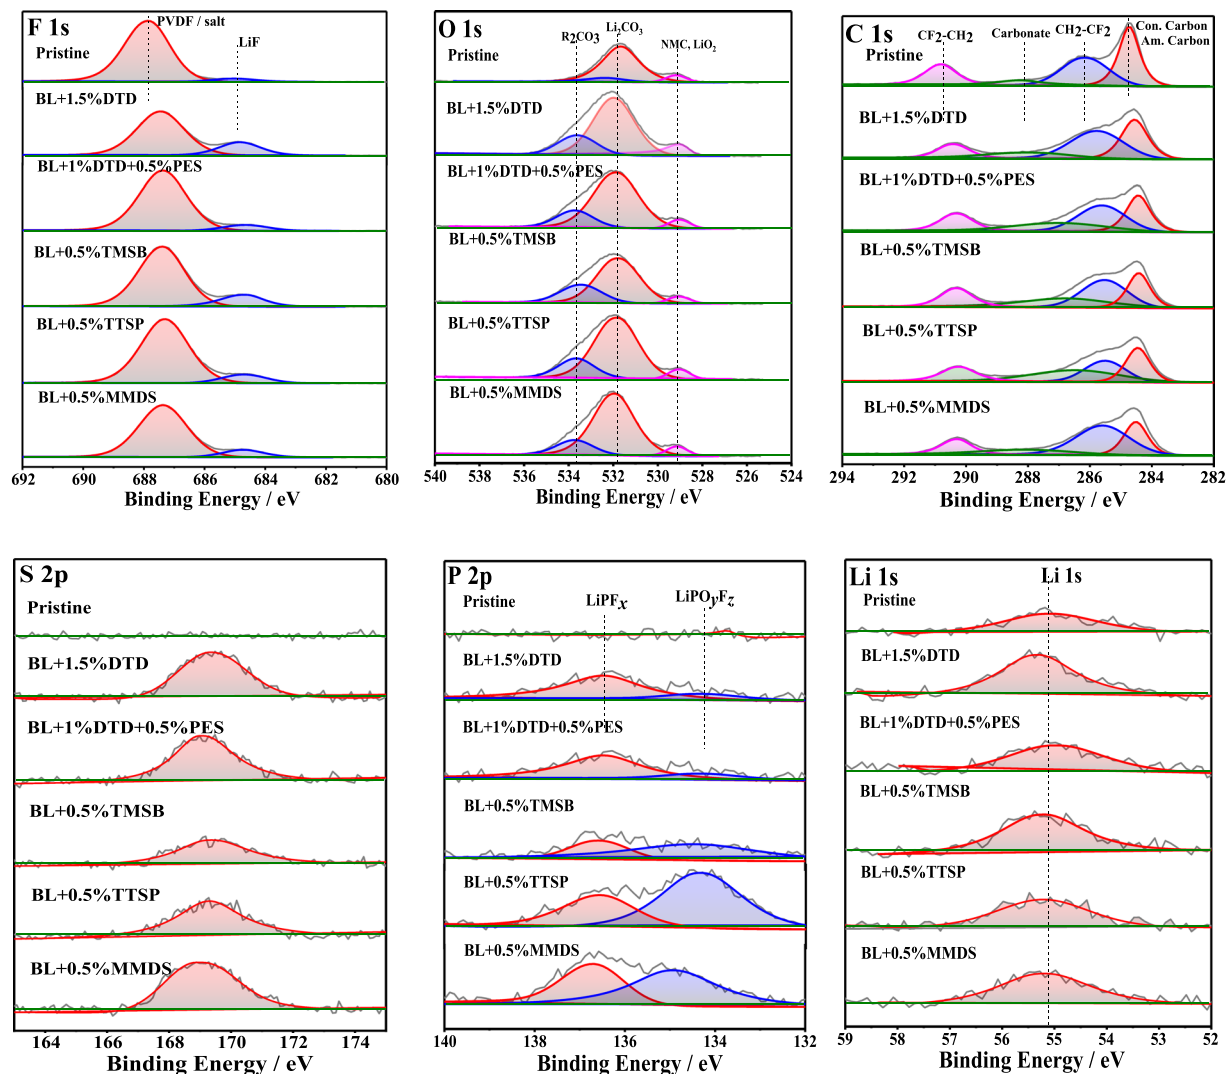 F 1s
PVDF / salt
LiF
Pristine
BL+1.5%DTD
BL+1%DTD+0.5%PES
BL+0.5%TMSB
BL+0.5%TTSP
BL+0.5%MMDS
692 690 688 686 684 682 680
Binding Energy / eV
O 1s
R2CO3
Li2CO3
NMC, LiO2
Pristine
BL+1.5%DTD
BL+1%DTD+0.5%PES
BL+0.5%TMSB
BL+0.5%TTSP
BL+0.5%MMDS
540 538 536 534 532 530 528 526 524
Binding Energy / eV
C 1s
CF2-CH2
Carbonate
CH2-CF2
Con. Carbon
Am. Carbon
Pristine
BL+1.5%DTD
BL+1%DTD+0.5%PES
BL+0.5%TMSB
BL+0.5%TTSP
BL+0.5%MMDS
294 292 290 288 286 284 282
Binding Energy / eV
S 2p
Pristine
BL+1.5%DTD
BL+1%DTD+0.5%PES
BL+0.5%TMSB
BL+0.5%TTSP
BL+0.5%MMDS
164 166 168 170 172 174
Binding Energy / eV
P 2p
Pristine
LiPFx
LiPOyFz
BL+1.5%DTD
BL+1%DTD+0.5%PES
BL+0.5%TMSB
BL+0.5%TTSP
BL+0.5%MMDS
140 138 136 134 132
Binding Energy / eV
Li 1s
Li 1s
Pristine
BL+1.5%DTD
BL+1%DTD+0.5%PES
BL+0.5%TMSB
BL+0.5%TTSP
BL+0.5%MMDS
59 58 57 56 55 54 53 52
Binding Energy / eV